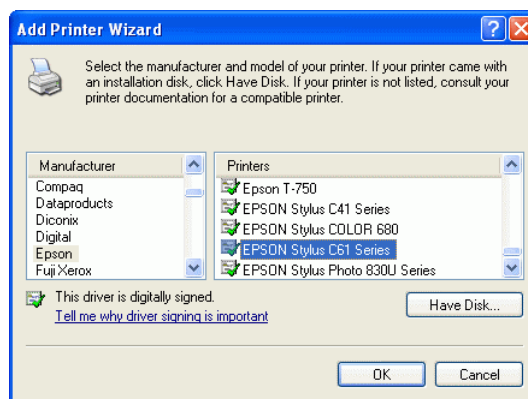 Add Printer Wizard
Select the manufacturer and model of your printer. If your printer came with
an installation disk, click Have Disk. If your printer is not listed, consult your
printer documentation for a compatible printer.
Manufacturer
Compaq
Dataproducts
Diconix
Digital
Epson
Fuji Xerox
Printers
Epson T-750
EPSON Stylus C41 Series
EPSON Stylus COLOR 680
EPSON Stylus C61 Series
EPSON Stylus Photo 830U Series
This driver is digitally signed.
Tell me why driver signing is important
Have Disk...
OK
Cancel